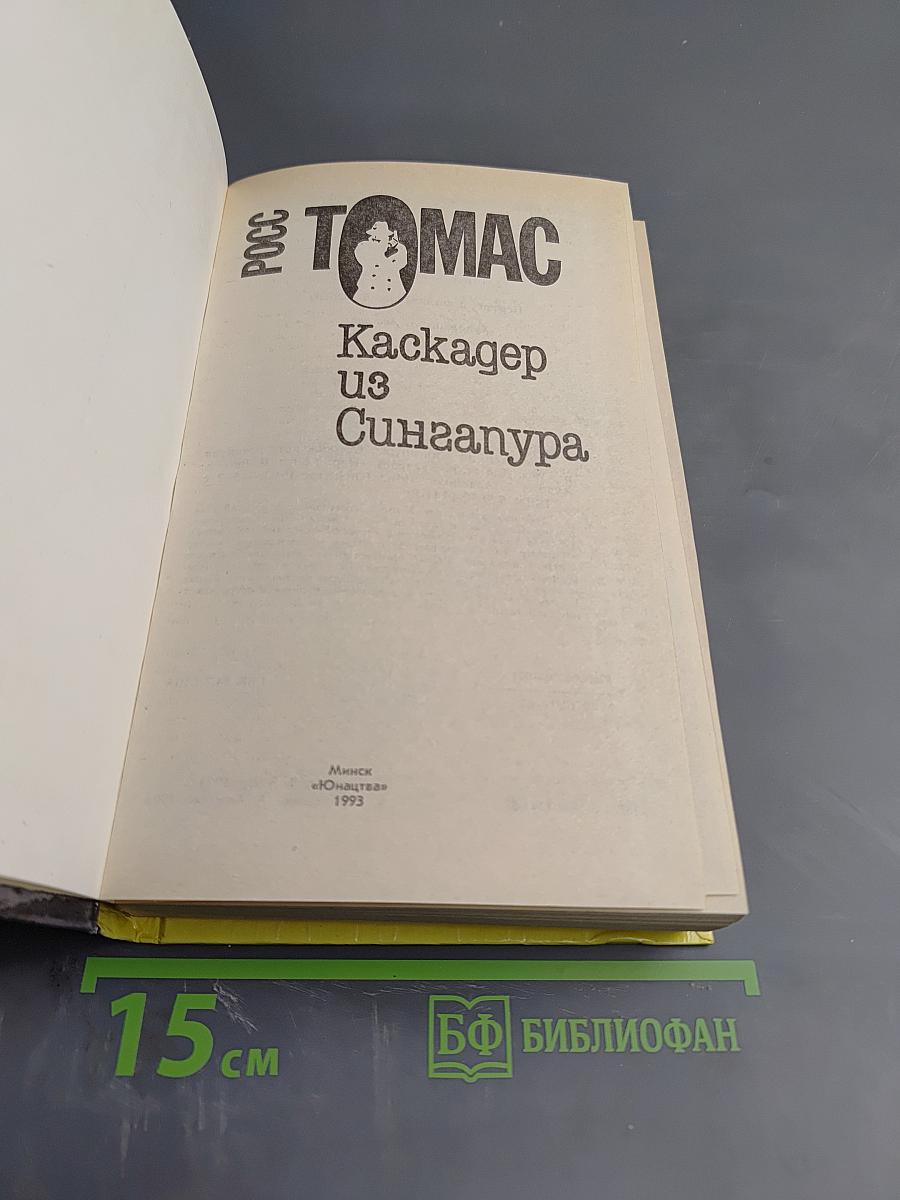 РОСС
ТОМАС
Каскадер
из
Сингапура
Минск
«Юнацтва»
1993
15 см
БФ БИБЛИОФАН